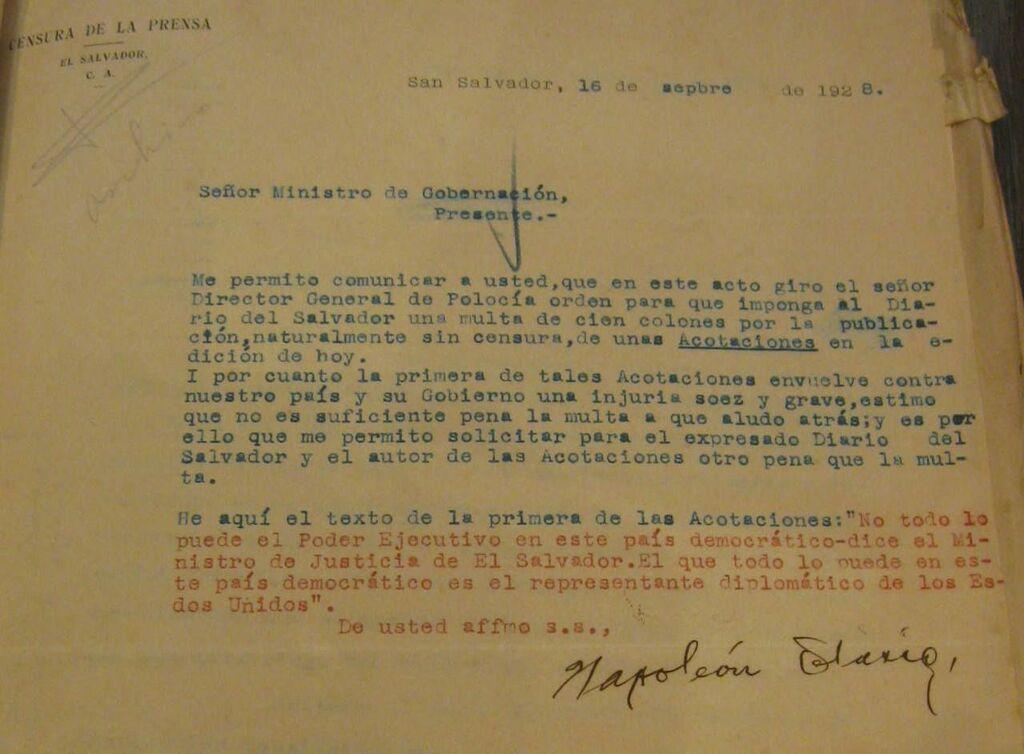 CENSURA DE LA PRENSA
EL SALVADOR,
C. A.
San Salvador, 16 de sepbre de 1928.
Señor Ministro de Gobernación,
Presente.-
Me permito comunicar a usted,que en este acto giro el señor
Director General de Polocía orden para que imponga al Dia-
rio del Salvador una multa de cien colones por la publica-
ción,naturalmente sin censura,de unas Acotaciones en la e-
dición de hoy.
I por cuanto la primera de tales Acotaciones envuelve contra
nuestro país y su Gobierno una injuria soez y grave,estimo
que no es suficiente pena la multa a que aludo atrás;y es por
ello que me permito solicitar para el expresado Diario del
Salvador y el autor de las Acotaciones otro pena que la mul-
ta.
He aquí el texto de la primera de las Acotaciones:"No todo lo
puede el Poder Ejecutivo en este país democrático-dice el Mi-
nistro de Justicia de El Salvador.El que todo lo puede en es-
te país democrático es el representante diplomático de los Es-
dos Unidos".
De usted affmo s.s.,
Napoleón